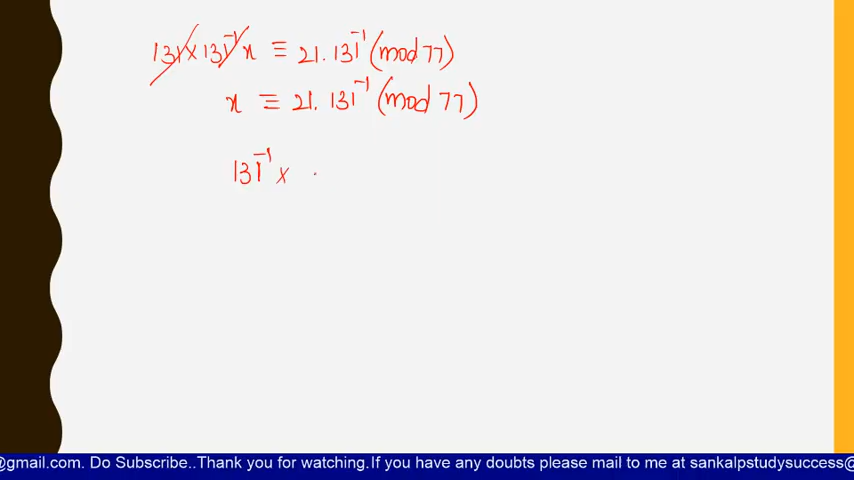 131×131⁻¹ x ≡ 21.131⁻¹ (mod 77)
x ≡ 21.131⁻¹ (mod 77)
131⁻¹ ×
@gmail.com. Do Subscribe..Thank you for watching.If you have any doubts please mail to me at sankalpstudysuccess@